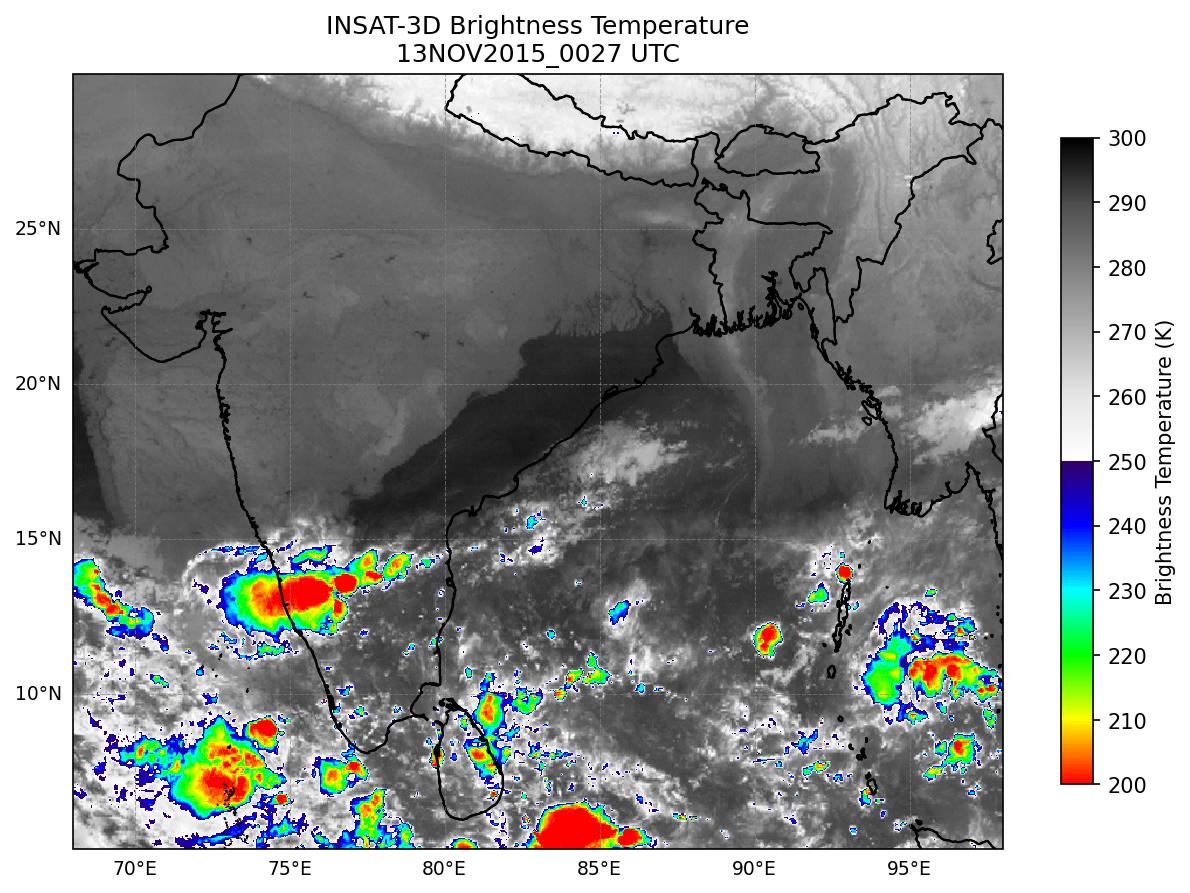 INSAT-3D Brightness Temperature
13NOV2015_0027 UTC
25°N
20°N
15°N
10°N
70°E
75°E
80°E
85°E
90°E
95°E
300
290
280
270
260
250
240
230
220
210
200
Brightness Temperature (K)